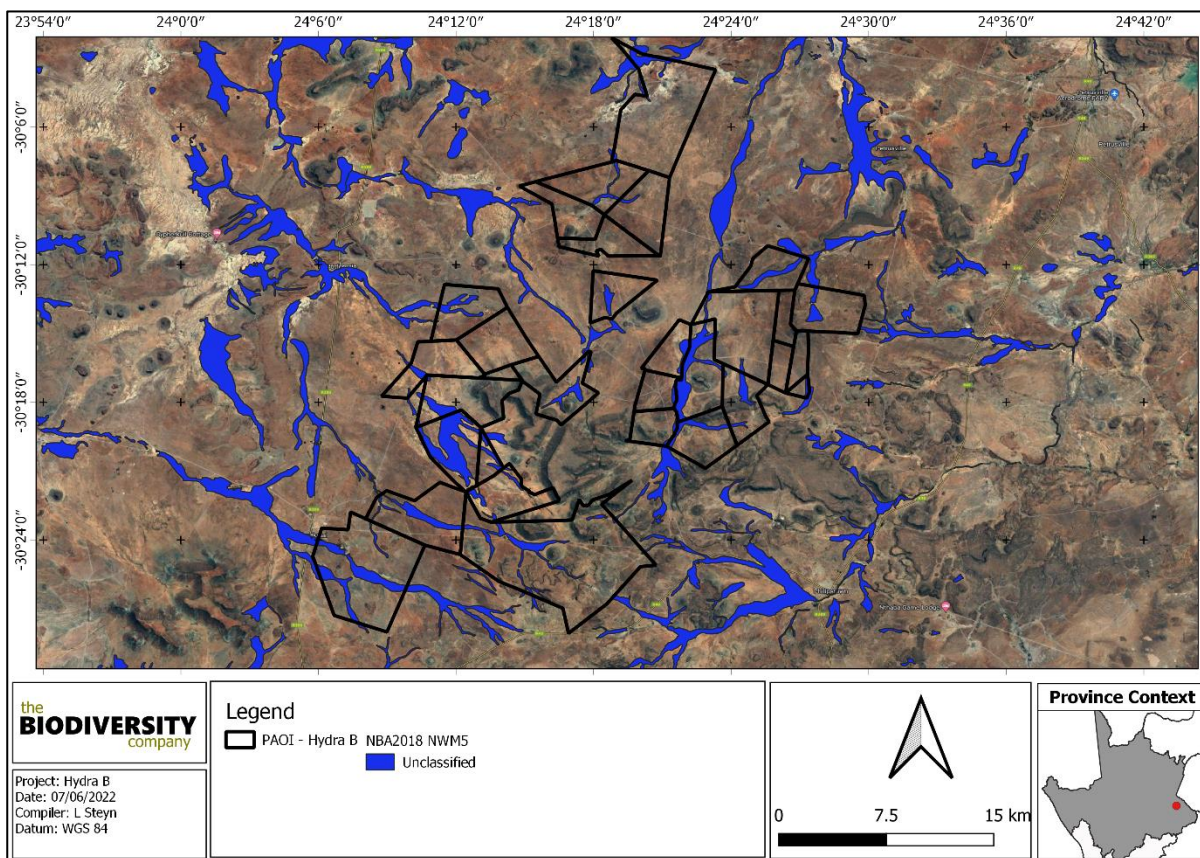 23°54'0.0" 24°0'0" 24°6'0" 24°12'0" 24°18'0" 24°24'0" 24°30'0" 24°36'0" 24°42'0"
-30°6'0"
-30°12'0"
-30°18'0"
-30°24'0"
Petrusville
the
BIODIVERSITY
company
Project: Hydra B
Date: 07/06/2022
Compiler: L Steyn
Datum: WGS 84
Legend
PAOI - Hydra B
NBA2018 NWM5
Unclassified
0 7.5 15 km
Province Context